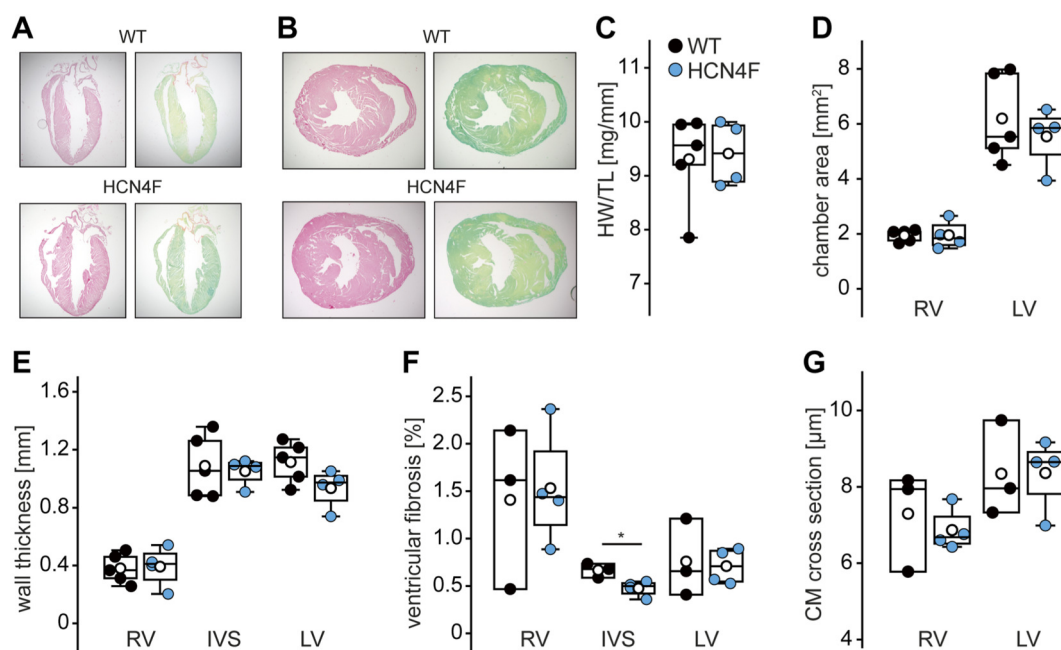 A
WT
HCN4F
B
WT
HCN4F
C
WT
HCN4F
HW/TL [mg/mm]
11
10
9
8
7
D
chamber area [mm²]
8
6
4
2
0
RV LV
E
wall thickness [mm]
1.6
1.2
0.8
0.4
0
RV IVS LV
F
ventricular fibrosis [%]
2.5
2.0
1.5
1.0
0.5
0
*
RV IVS LV
G
CM cross section [µm]
10
8
6
4
RV LV